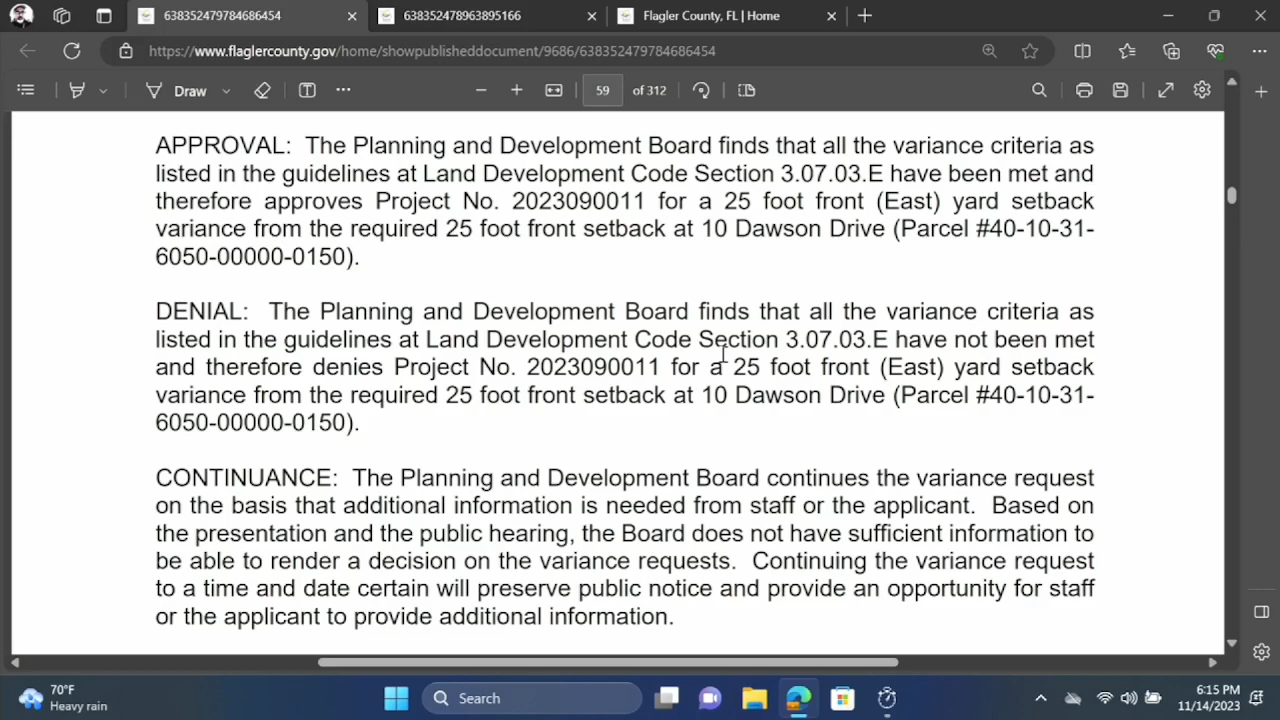 638352479784686454
638352478963895166
Flagler County, FL | Home
https://www.flaglercounty.gov/home/showpublisheddocument/9686/638352479784686454
Draw
59 of 312
APPROVAL: The Planning and Development Board finds that all the variance criteria as
listed in the guidelines at Land Development Code Section 3.07.03.E have been met and
therefore approves Project No. 2023090011 for a 25 foot front (East) yard setback
variance from the required 25 foot front setback at 10 Dawson Drive (Parcel #40-10-31-
6050-00000-0150).
DENIAL: The Planning and Development Board finds that all the variance criteria as
listed in the guidelines at Land Development Code Section 3.07.03.E have not been met
and therefore denies Project No. 2023090011 for a 25 foot front (East) yard setback
variance from the required 25 foot front setback at 10 Dawson Drive (Parcel #40-10-31-
6050-00000-0150).
CONTINUANCE: The Planning and Development Board continues the variance request
on the basis that additional information is needed from staff or the applicant. Based on
the presentation and the public hearing, the Board does not have sufficient information to
be able to render a decision on the variance requests. Continuing the variance request
to a time and date certain will preserve public notice and provide an opportunity for staff
or the applicant to provide additional information.
70°F
Heavy rain
Search
6:15 PM
11/14/2023